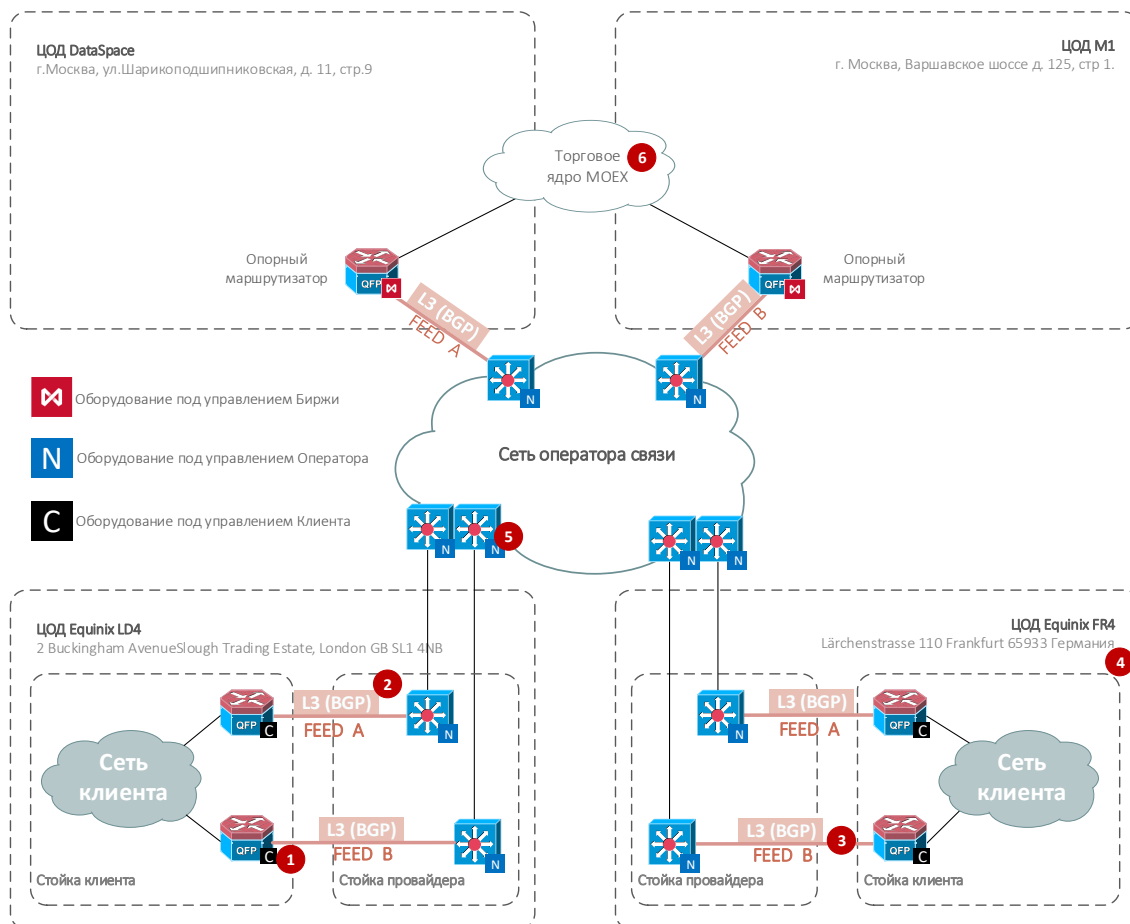 ЦОД DataSpace
г.Москва, ул.Шарикоподшипниковская, д. 11, стр.9
ЦОД М1
г. Москва, Варшавское шоссе д. 125, стр 1.
Торговое
ядро MOEX
6
Опорный
маршрутизатор
QFP
Опорный
маршрутизатор
QFP
L3 (BGP)
FEED A
L3 (BGP)
FEED B
N
N
Оборудование под управлением Биржи
N
Оборудование под управлением Оператора
C
Оборудование под управлением Клиента
Сеть оператора связи
N
N
5
N
N
ЦОД Equinix LD4
2 Buckingham AvenueSlough Trading Estate, London GB SL1 4NB
ЦОД Equinix FR4
Lärchenstrasse 110 Frankfurt 65933 Германия
4
2
QFP
C
L3 (BGP)
FEED A
N
Сеть
клиента
QFP
C
1
L3 (BGP)
FEED B
N
Стойка клиента
Стойка провайдера
N
L3 (BGP)
FEED A
QFP
C
Сеть
клиента
N
L3 (BGP)
FEED B
3
QFP
C
Стойка провайдера
Стойка клиента